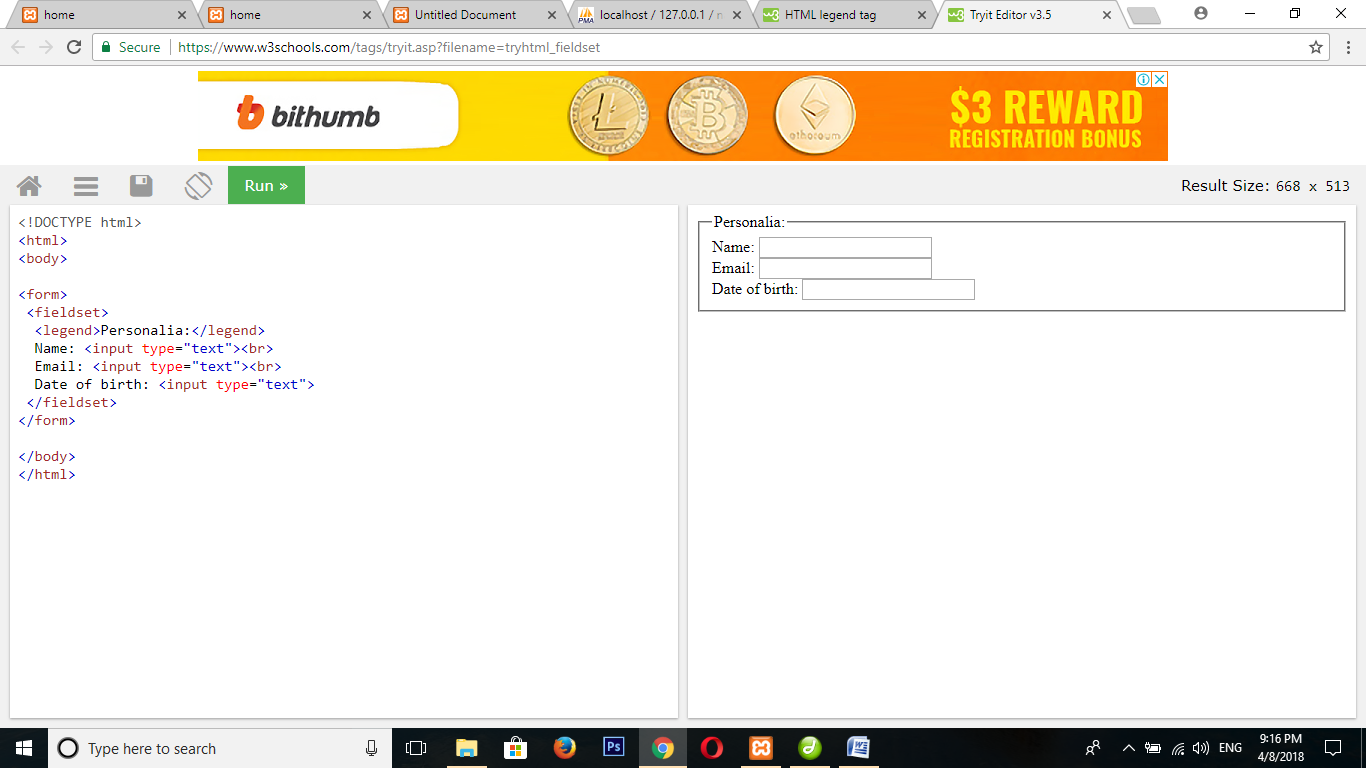 home
home
Untitled Document
localhost / 127.0.0.1 /
HTML legend tag
Tryit Editor v3.5
Secure
https://www.w3schools.com/tags/tryit.asp?filename=tryhtml_fieldset
bithumb
ethereum
$3 REWARD
REGISTRATION BONUS
Run »
Result Size: 668 x 513
<!DOCTYPE html>
<html>
<body>
<form>
<fieldset>
<legend>Personalia:</legend>
Name: <input type="text"><br>
Email: <input type="text"><br>
Date of birth: <input type="text">
</fieldset>
</form>
</body>
</html>
Personalia:
Name:
Email:
Date of birth:
Type here to search
Ps
ENG
9:16 PM
4/8/2018